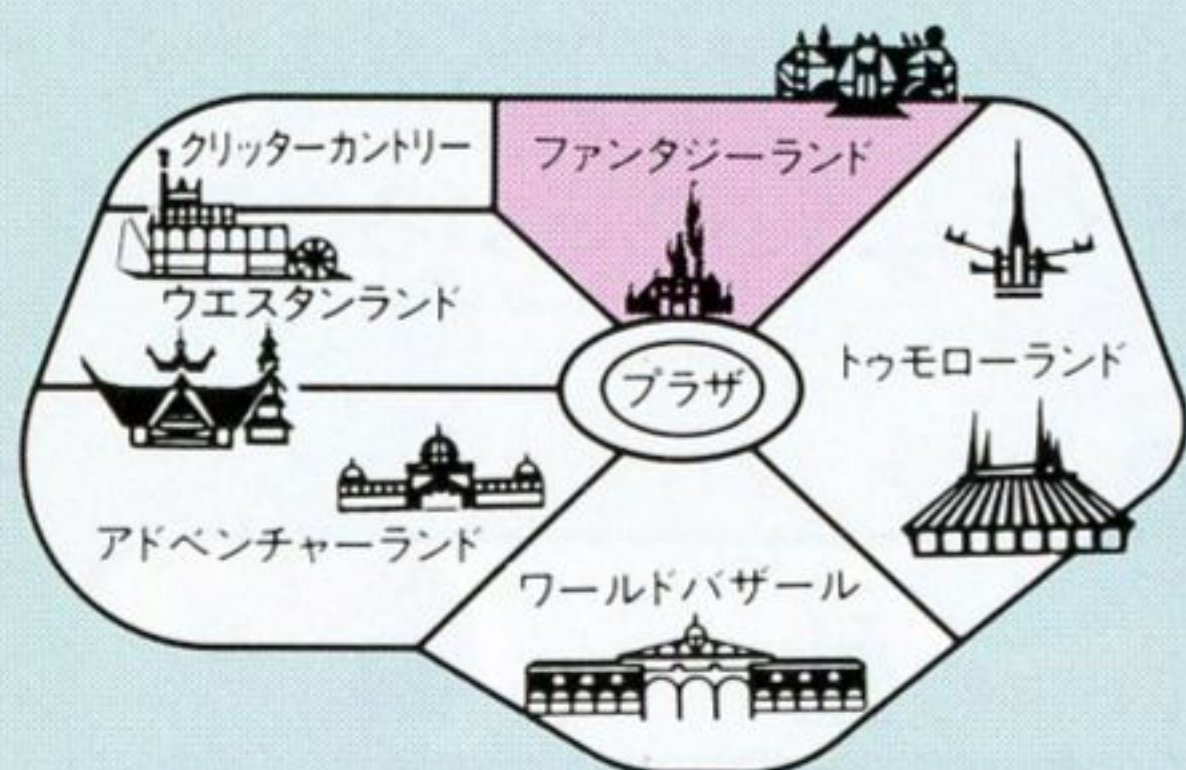 クリッターカントリー
ファンタジーランド
ウエスタンランド
トゥモローランド
プラザ
アドベンチャーランド
ワールドバザール